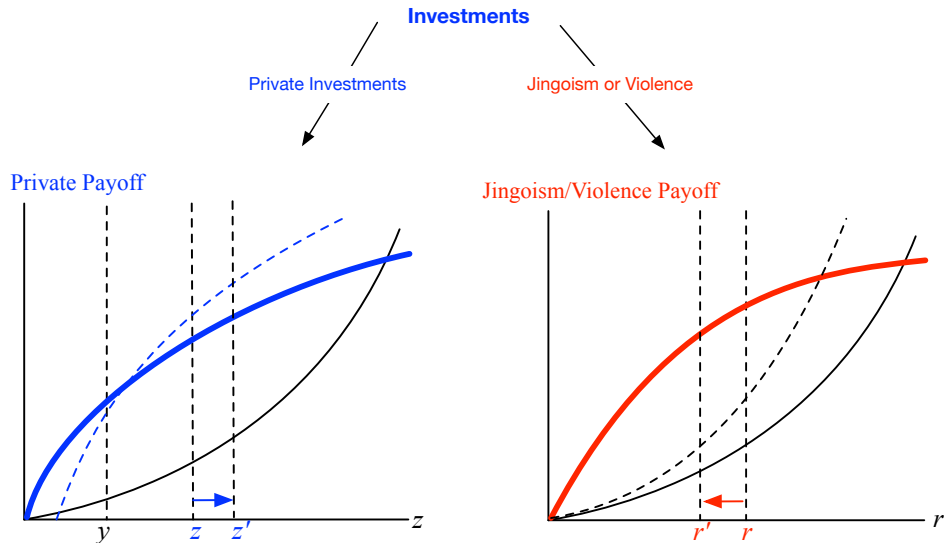 Investments
Private Investments
Jingoism or Violence
Private Payoff
Jingoism/Violence Payoff
y
z
z'
z
r'
r
r